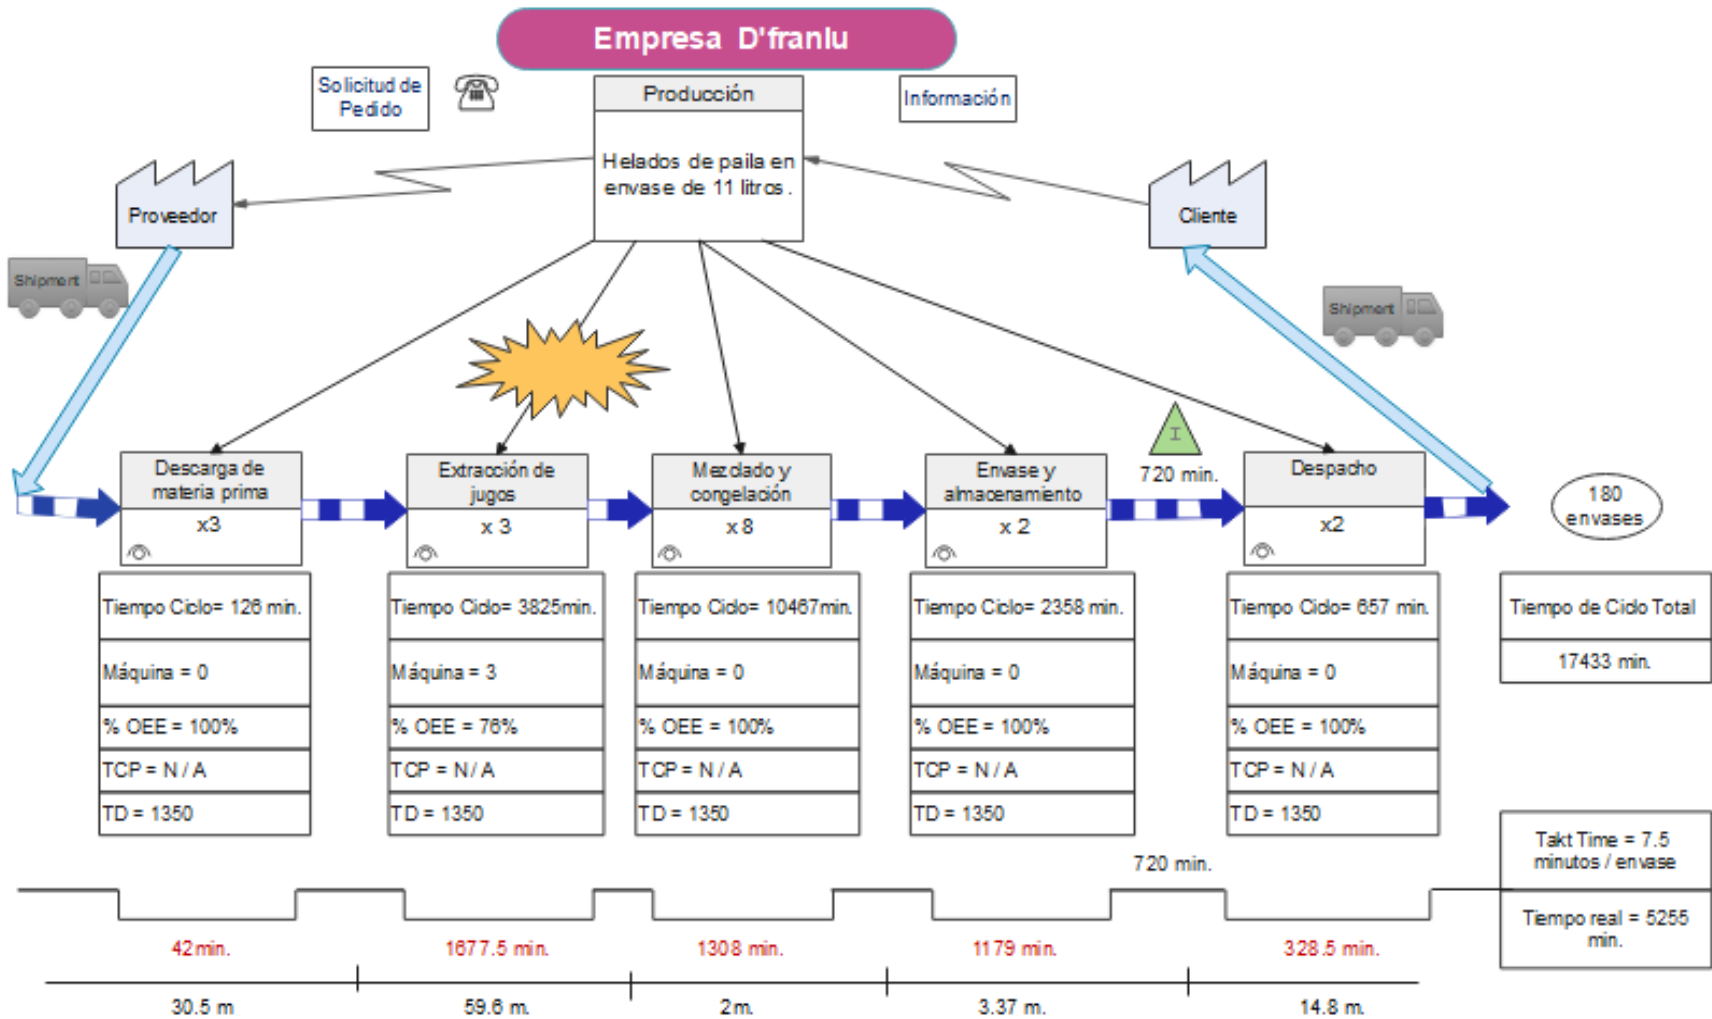 Empresa D'franlu
Solicitud de
Pedido
Producción
Información
Helados de paila en
envase de 11 litros.
Proveedor
Cliente
Shipment
Shipment
I
720 min.
Descarga de
materia prima
x3
Extracción de
jugos
x 3
Mezclado y
congelación
x 8
Envase y
almacenamiento
x 2
Despacho
x2
180
envases
Tiempo Ciclo= 126 min.
Máquina = 0
% OEE = 100%
TCP = N / A
TD = 1350
Tiempo Ciclo= 3825min.
Máquina = 3
% OEE = 76%
TCP = N / A
TD = 1350
Tiempo Ciclo= 10467min.
Máquina = 0
% OEE = 100%
TCP = N / A
TD = 1350
Tiempo Ciclo= 2358 min.
Máquina = 0
% OEE = 100%
TCP = N / A
TD = 1350
Tiempo Ciclo= 657 min.
Máquina = 0
% OEE = 100%
TCP = N / A
TD = 1350
Tiempo de Ciclo Total
17433 min.
Takt Time = 7.5
minutos / envase
Tiempo real = 5255
min.
720 min.
42min.
1677.5 min.
1308 min.
1179 min.
328.5 min.
30.5 m
59.6 m.
2m.
3.37 m.
14.8 m.